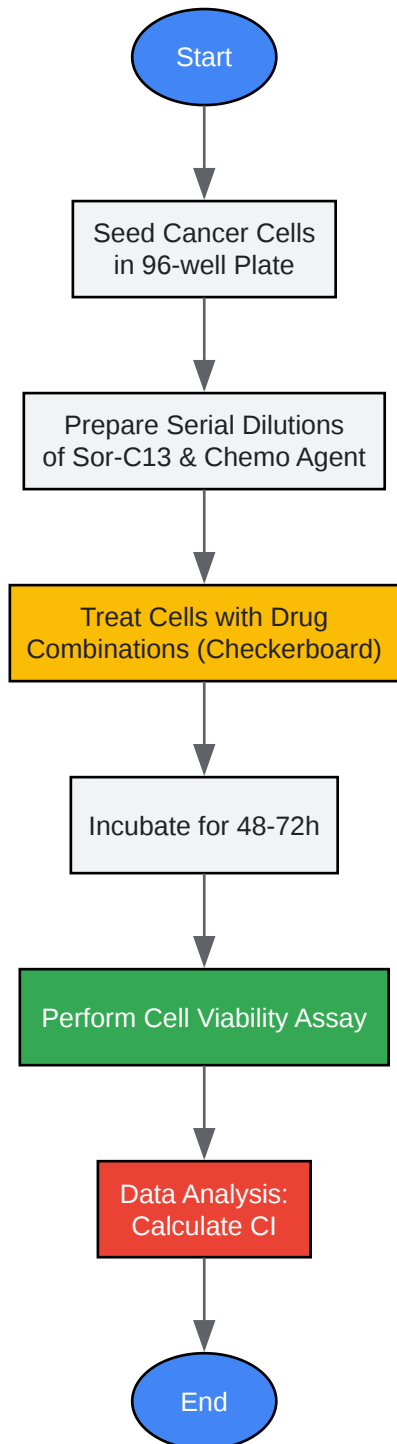 Start
Seed Cancer Cells
in 96-well Plate
Prepare Serial Dilutions
of Sor-C13 & Chemo Agent
Treat Cells with Drug
Combinations (Checkerboard)
Incubate for 48-72h
Perform Cell Viability Assay
Data Analysis:
Calculate CI
End